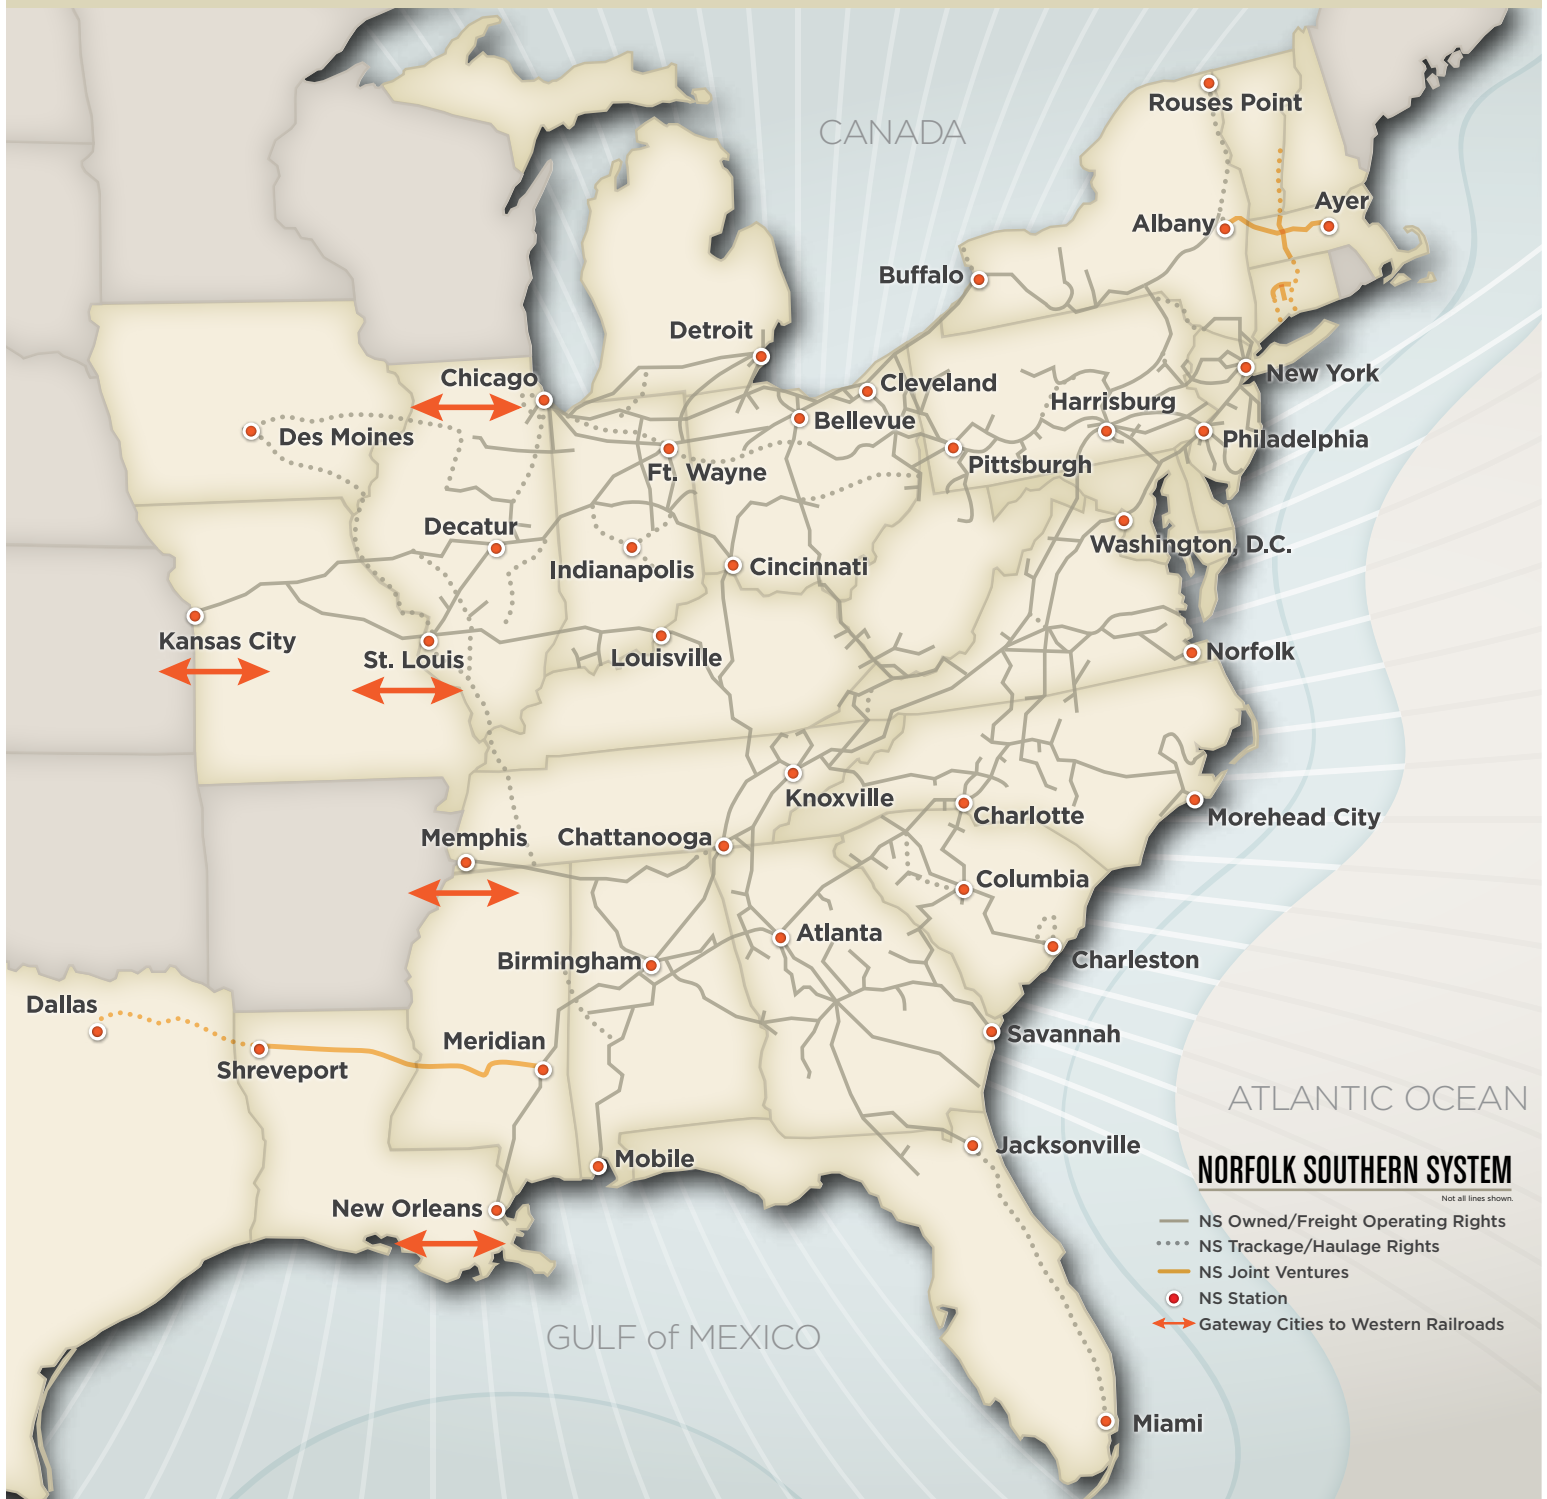 Rouses Point
CANADA
Ayer
Albany
Buffalo
Detroit
Chicago
Cleveland
New York
Harrisburg
Bellevue
Des Moines
Philadelphia
Ft. Wayne
Pittsburgh
Decatur
Washington, D.C.
Indianapolis
Cincinnati
Kansas City
St. Louis
Louisville
Norfolk
Knoxville
Charlotte
Morehead City
Memphis
Chattanooga
Columbia
Atlanta
Birmingham
Charleston
Dallas
Meridian
Savannah
Shreveport
ATLANTIC OCEAN
Jacksonville
Mobile
New Orleans
NORFOLK SOUTHERN SYSTEM
Not all lines shown.
NS Owned/Freight Operating Rights
NS Trackage/Haulage Rights
NS Joint Ventures
NS Station
Gateway Cities to Western Railroads
GULF of MEXICO
Miami